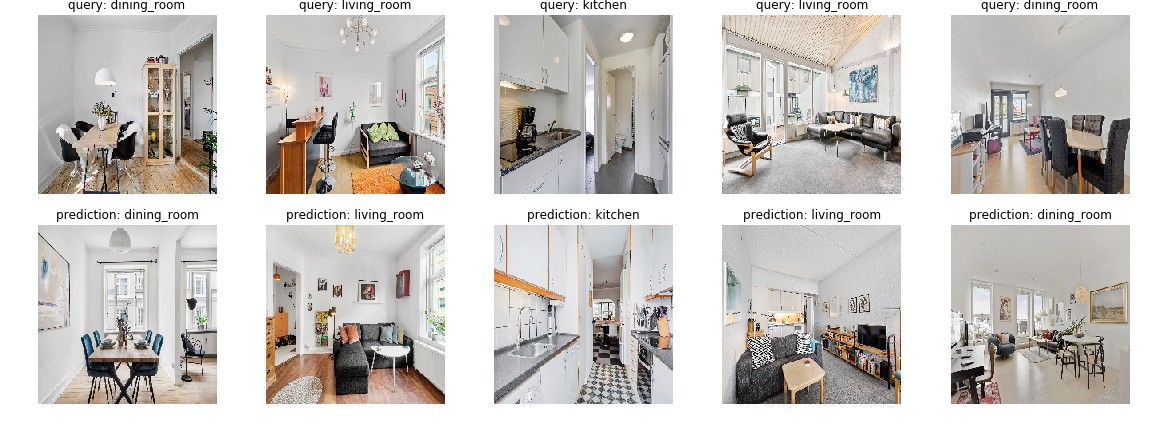 query: dining_room
query: living_room
query: kitchen
query: living_room
query: dining_room
prediction: dining_room
prediction: living_room
prediction: kitchen
prediction: living_room
prediction: dining_room